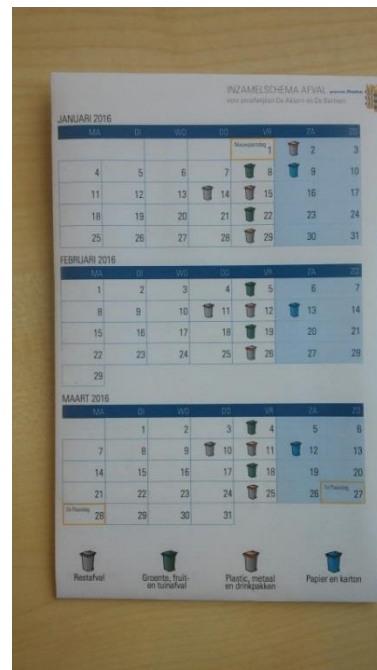 INZAMELSCHEMA AFVAL
voor proefwijken De Akkers en De Bannen
JANUARI 2016
MA DI WO DO VR ZA ZO
Nieuwjaarsdag 1 2 3
4 5 6 7 8 9 10
11 12 13 14 15 16 17
18 19 20 21 22 23 24
25 26 27 28 29 30 31
FEBRUARI 2016
MA DI WO DO VR ZA ZO
1 2 3 4 5 6 7
8 9 10 11 12 13 14
15 16 17 18 19 20 21
22 23 24 25 26 27 28
29
MAART 2016
MA DI WO DO VR ZA ZO
1 2 3 4 5 6
7 8 9 10 11 12 13
14 15 16 17 18 19 20
21 22 23 24 25 26 1e Paasdag 27
2e Paasdag 28 29 30 31
Restafval
Groente, fruit-
en tuinafval
Plastic, metaal
en drinkpakken
Papier en karton